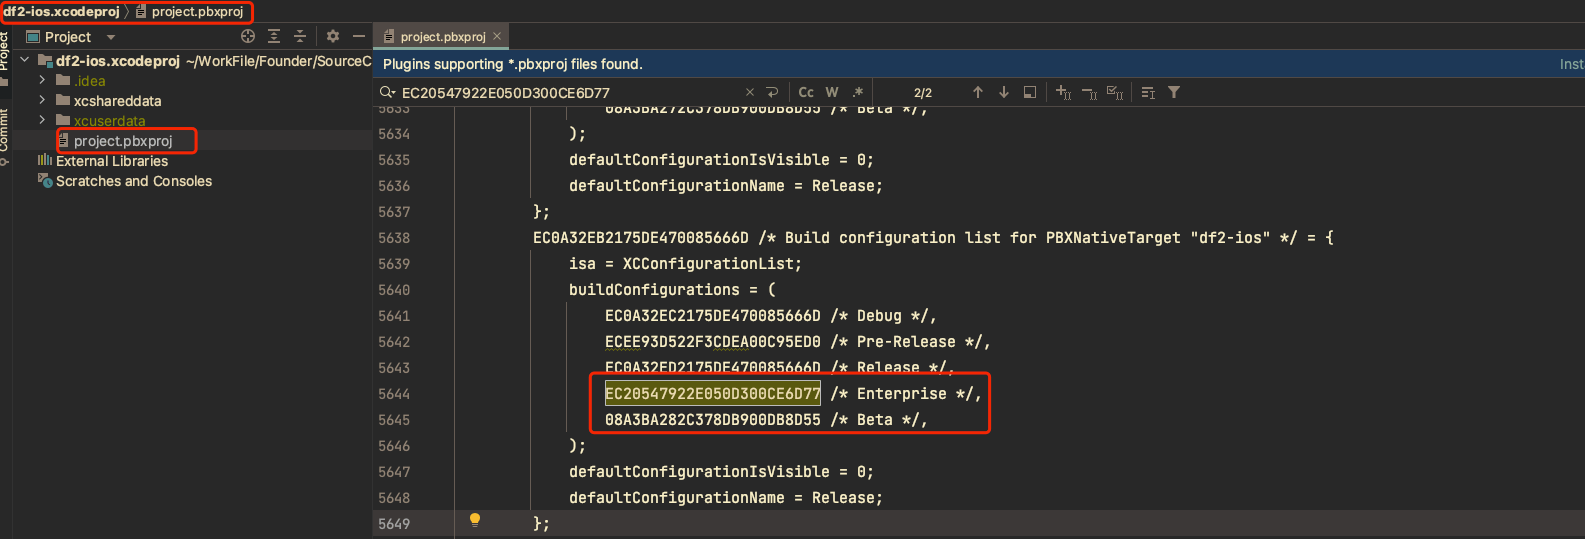 df2-ios.xcodeproj 〉 project.pbxproj
Project
Project
Commit
df2-ios.xcodeproj ~/WorkFile/Founder/SourceC
.idea
xcshareddata
xcuserdata
project.pbxproj
External Libraries
Scratches and Consoles
project.pbxproj ×
Plugins supporting *.pbxproj files found.
Insta
EC20547922E050D300CE6D77 × Cc W .* 2/2
5633 08A3BA272C378DB900DB8D55 /* Beta */,
5634 );
5635 defaultConfigurationIsVisible = 0;
5636 defaultConfigurationName = Release;
5637 };
5638 EC0A32EB2175DE470085666D /* Build configuration list for PBXNativeTarget "df2-ios" */ = {
5639 isa = XCConfigurationList;
5640 buildConfigurations = (
5641 EC0A32EC2175DE470085666D /* Debug */,
5642 ECEE93D522F3CDEA00C95ED0 /* Pre-Release */,
5643 EC0A32ED2175DE470085666D /* Release */,
5644 EC20547922E050D300CE6D77 /* Enterprise */,
5645 08A3BA282C378DB900DB8D55 /* Beta */,
5646 );
5647 defaultConfigurationIsVisible = 0;
5648 defaultConfigurationName = Release;
5649 };